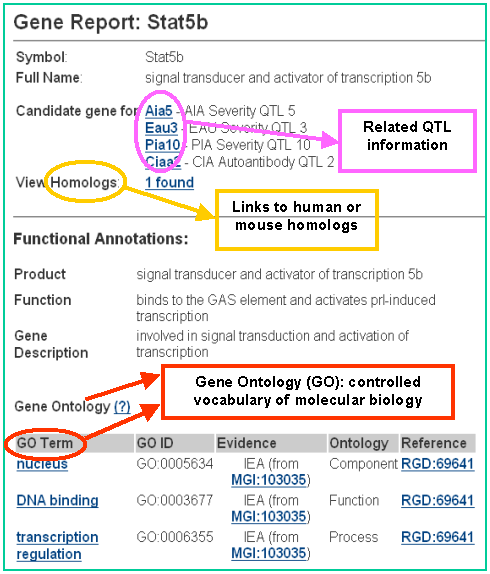 Gene Report: Stat5b
Symbol: Stat5b
Full Name: signal transducer and activator of transcription 5b
Candidate gene for Aia5 - AIA Severity QTL 5
Eau3 - EAU Severity QTL 3
Pia10 - PIA Severity QTL 10
Ciaa2 - CIA Autoantibody QTL 2
Related QTL
information
View Homologs: 1 found
Links to human or
mouse homologs
Functional Annotations:
Product signal transducer and activator of transcription 5b
Function binds to the GAS element and activates prl-induced
transcription
Gene involved in signal transduction and activation of
Description transcription
Gene Ontology (GO): controlled
vocabulary of molecular biology
Gene Ontology (?)
GO Term GO ID Evidence Ontology Reference
nucleus GO:0005634 IEA (from Component RGD:69641
MGI:103035)
DNA binding GO:0003677 IEA (from Function RGD:69641
MGI:103035)
transcription GO:0006355 IEA (from Process RGD:69641
regulation MGI:103035)